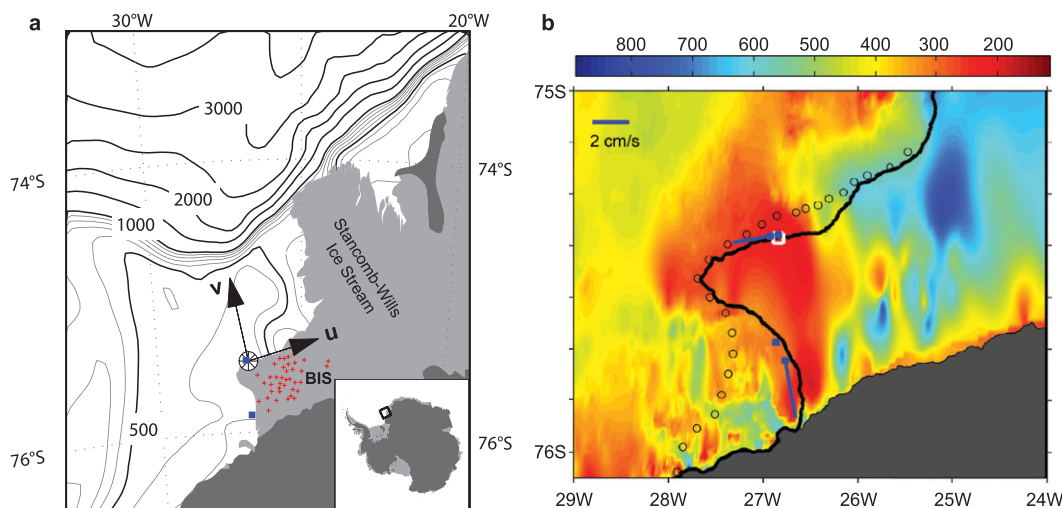 a
30°W
20°W
3000
2000
1000
500
74°S
74°S
76°S
76°S
Stancomb-Wills
Ice Stream
v
u
BIS
b
800 700 600 500 400 300 200
2 cm/s
75S
76S
29W 28W 27W 26W 25W 24W